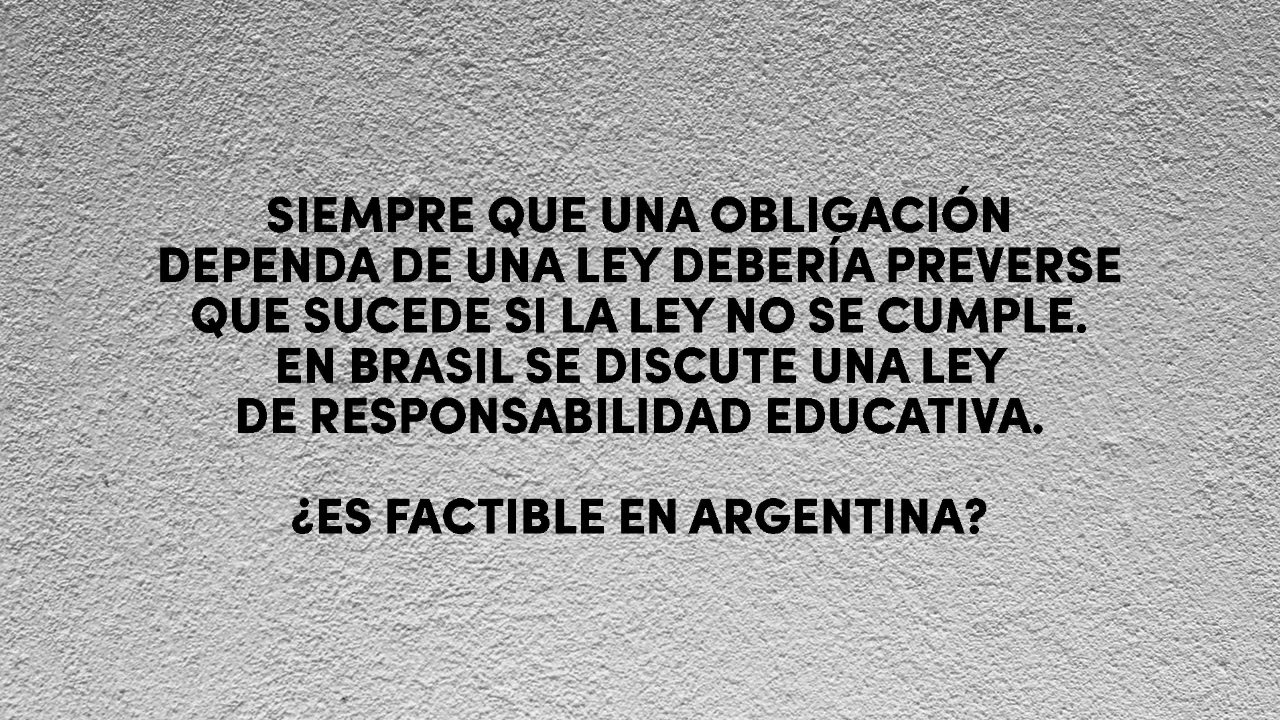 SIEMPRE QUE UNA OBLIGACIÓN
DEPENDA DE UNA LEY DEBERÍA PREVERSE
QUE SUCEDE SI LA LEY NO SE CUMPLE.
EN BRASIL SE DISCUTE UNA LEY
DE RESPONSABILIDAD EDUCATIVA.
¿ES FACTIBLE EN ARGENTINA?